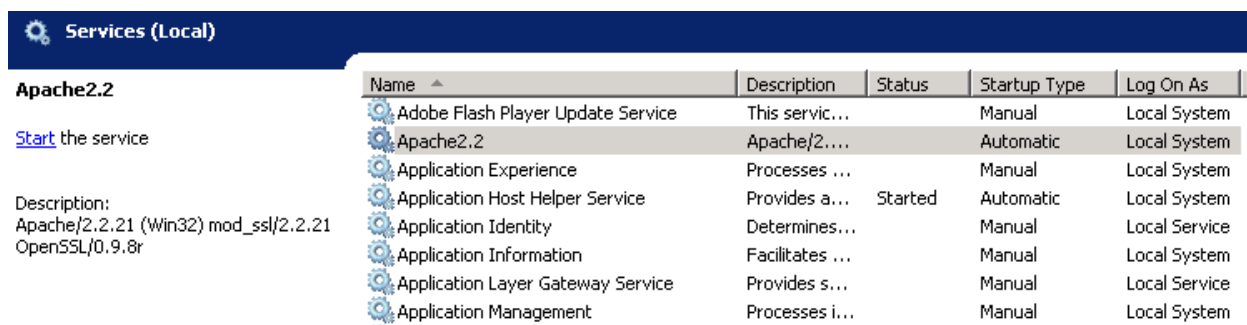 Services (Local)
Apache2.2
Start the service
Description:
Apache/2.2.21 (Win32) mod_ssl/2.2.21
OpenSSL/0.9.8r
Name Description Status Startup Type Log On As
Adobe Flash Player Update Service This servic... Manual Local System
Apache2.2 Apache/2.... Automatic Local System
Application Experience Processes ... Manual Local System
Application Host Helper Service Provides a... Started Automatic Local System
Application Identity Determines... Manual Local Service
Application Information Facilitates ... Manual Local System
Application Layer Gateway Service Provides s... Manual Local Service
Application Management Processes i... Manual Local System